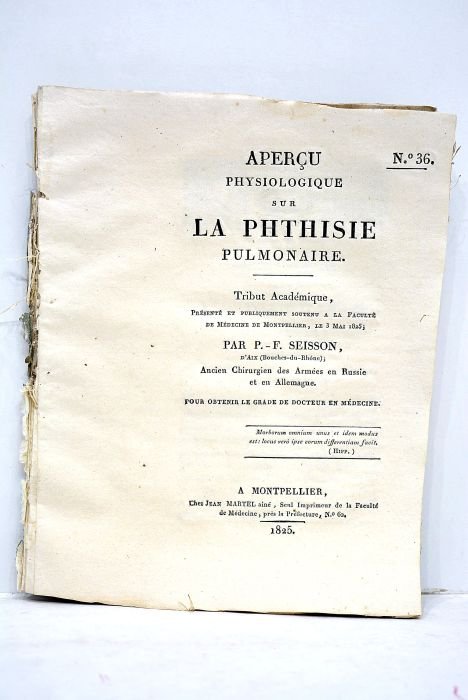 APERÇU
N.º 36.
PHYSIOLOGIQUE
SUR
LA PHTHISIE
PULMONAIRE.
Tribut Académique,
PRÉSENTÉ ET PUBLIQUEMENT SOUTENU A LA FACULTÉ
DE MÉDECINE DE MONTPELLIER, LE 3 MAI 1825;
PAR P.-F. SEISSON,
D'AIX (Bouches-du-Rhône);
Ancien Chirurgien des Armées en Russie
et en Allemagne.
POUR OBTENIR LE GRADE DE DOCTEUR EN MÉDECINE.
Morborum omnium unus et idem modus
est: locus verò ipse eorum differentiam facit.
(HIPP.)
A MONTPELLIER,
Chez JEAN MARTEL aîné, Seul Imprimeur de la Faculté
de Médecine, près la Préfecture, N.º 62.
1825.